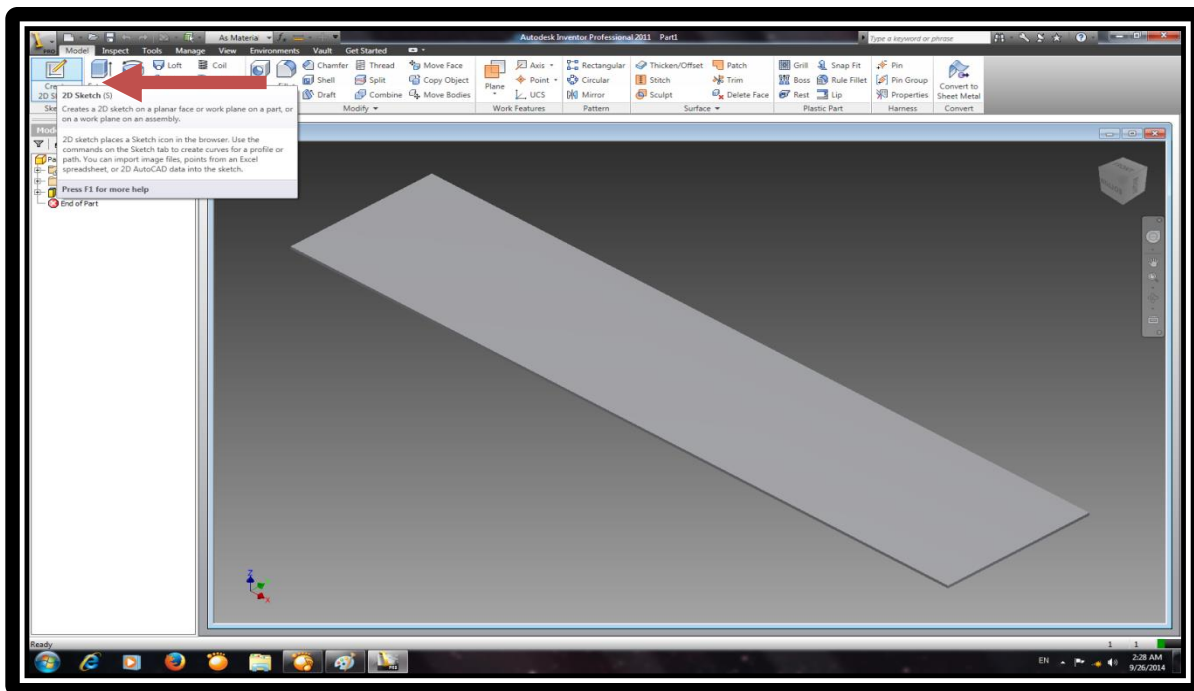 As Material
Autodesk Inventor Professional 2011 Part1
Type a keyword or phrase
PRO Model Inspect Tools Manage View Environments Vault Get Started
Loft Coil Chamfer Thread Move Face Axis Rectangular Thicken/Offset Patch Grill Snap Fit Pin
Shell Split Copy Object Plane Point Circular Stitch Trim Boss Rule Fillet Pin Group Convert to
2D Draft Combine Move Bodies UCS Mirror Sculpt Delete Face Rest Lip Properties Sheet Metal
Modify Work Features Pattern Surface Plastic Part Harness Convert
2D Sketch (S)
Creates a 2D sketch on a planar face or work plane on a part, or
on a work plane on an assembly.
2D sketch places a Sketch icon in the browser. Use the
commands on the Sketch tab to create curves for a profile or
path. You can import image files, points from an Excel
spreadsheet, or 2D AutoCAD data into the sketch.
Press F1 for more help
End of Part
Z
X
Ready
1 1
EN
2:28 AM
9/26/2014